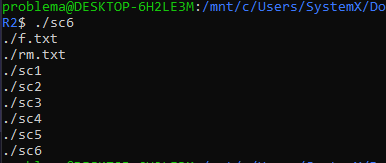 problema@DESKTOP-6H2LE3M:/mnt/c/Users/SystemX/Do
R2$ ./sc6
./f.txt
./rm.txt
./sc1
./sc2
./sc3
./sc4
./sc5
./sc6